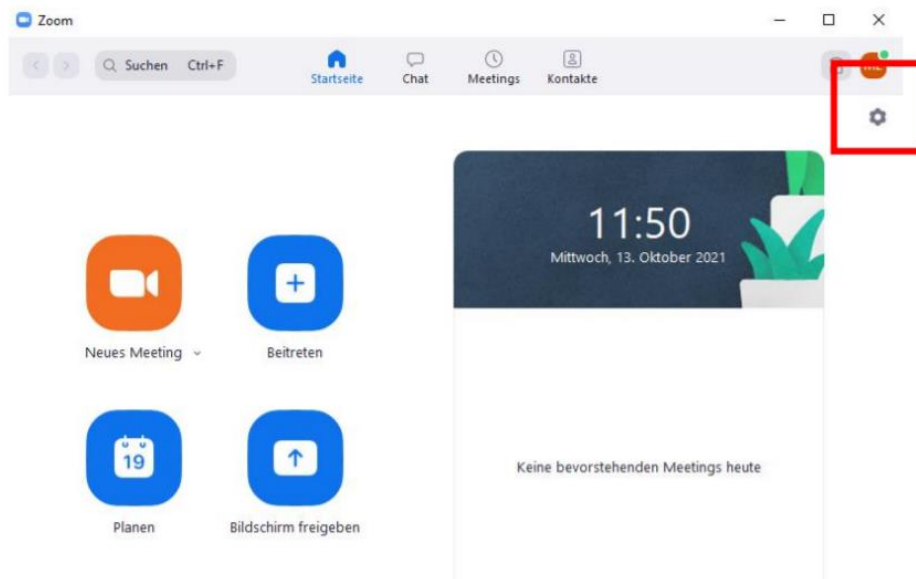 Zoom
Suchen Ctrl+F
Startseite Chat Meetings Kontakte
11:50
Mittwoch, 13. Oktober 2021
Neues Meeting
Beitreten
19
Planen
Bildschirm freigeben
Keine bevorstehenden Meetings heute